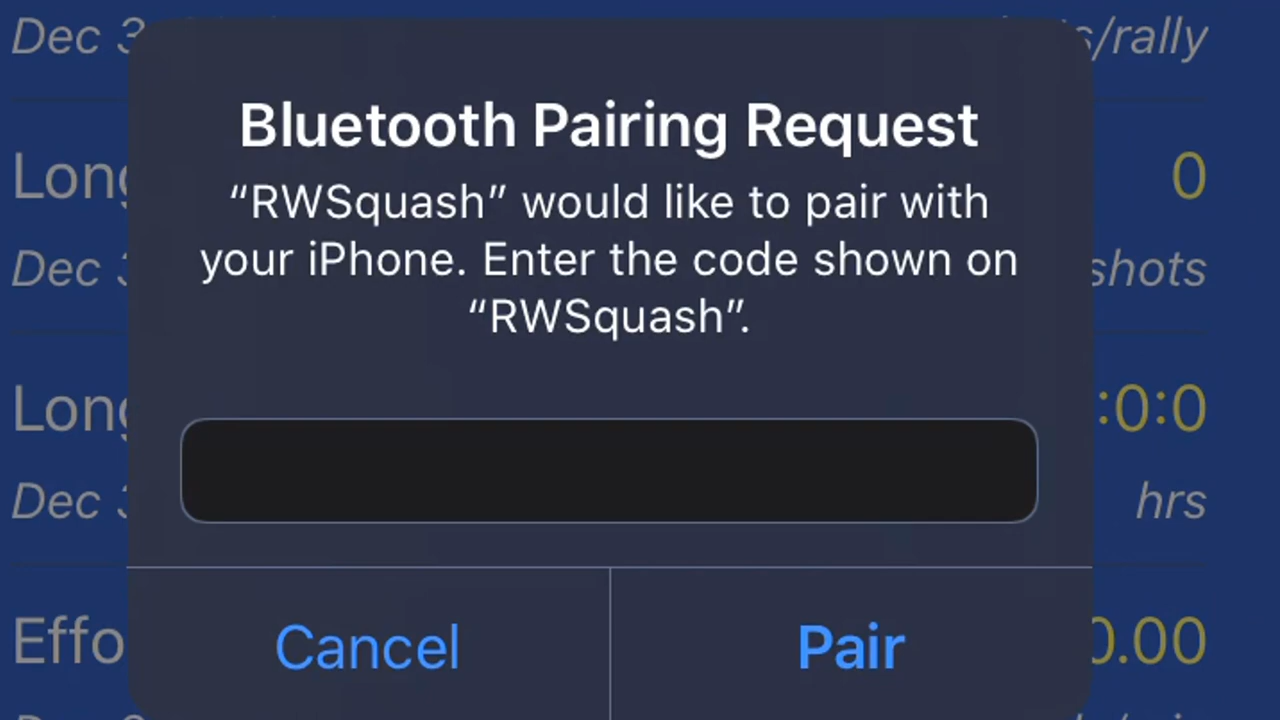 Dec 3
s/rally
Bluetooth Pairing Request
“RWSquash” would like to pair with
your iPhone. Enter the code shown on
“RWSquash”.
Long
0
Dec 3
shots
Long
:0:0
Dec 3
hrs
Cancel
Pair
Effo
0.00